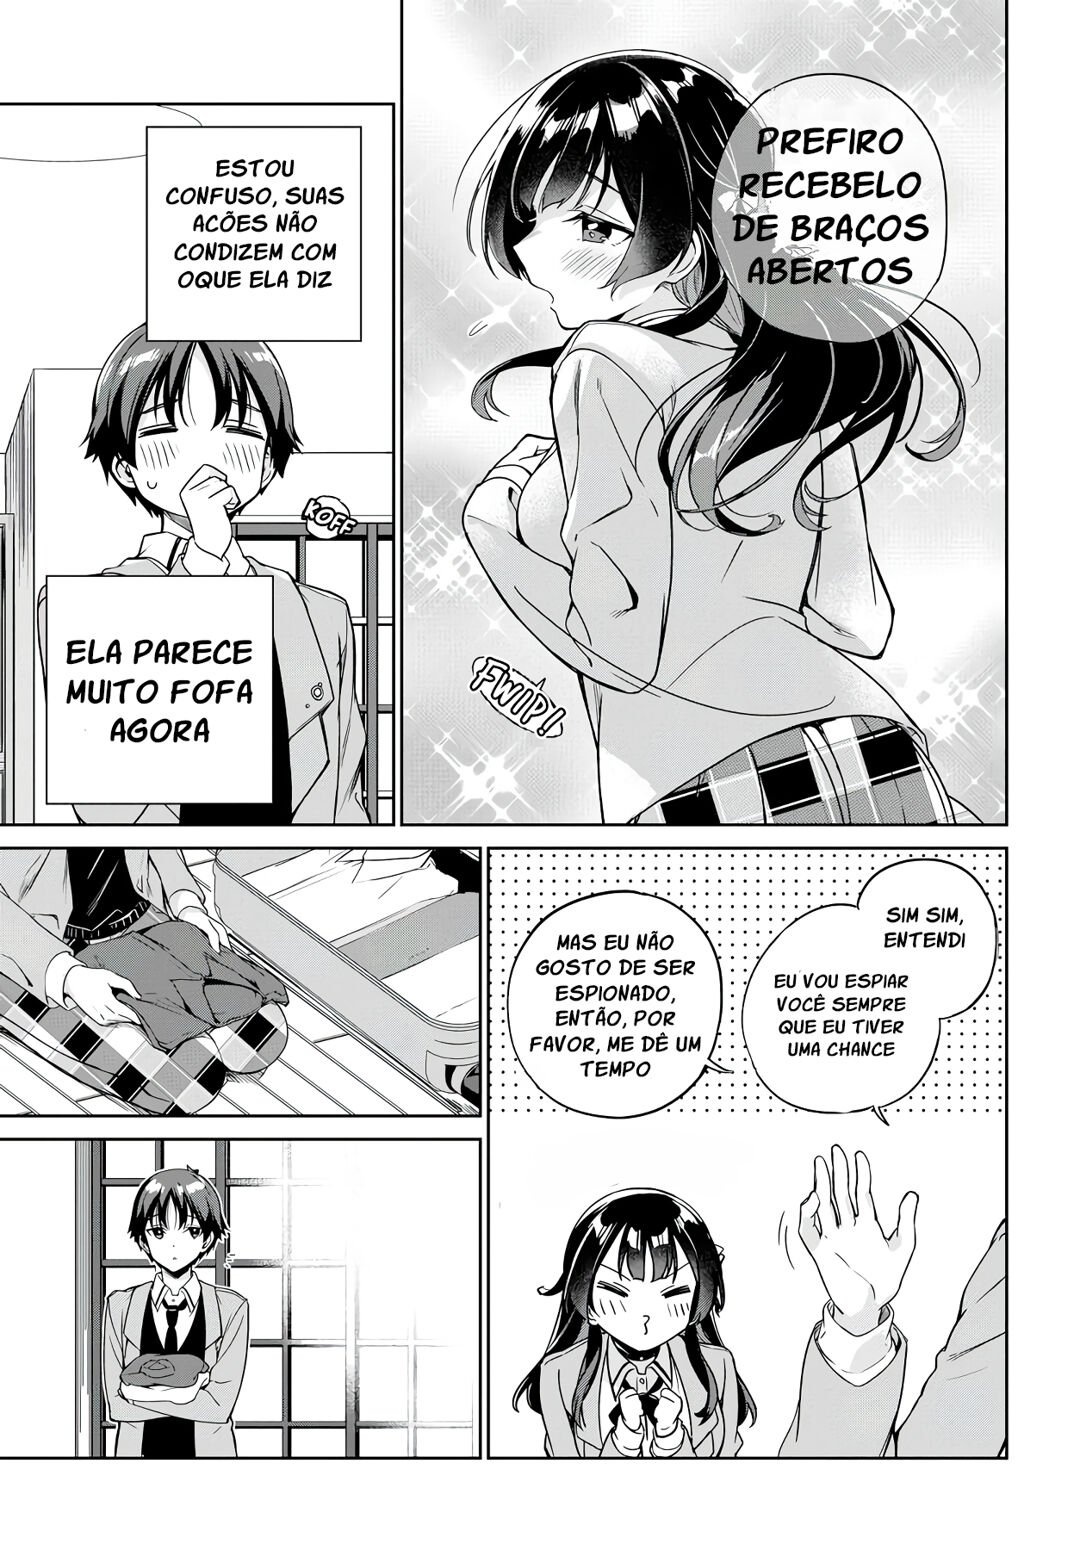 PREFIRO
RECEBELO
DE BRAÇOS
ABERTOS
FWIP!!
ESTOU
CONFUSO, SUAS
ACÕES NÃO
CONDIZEM COM
OQUE ELA DIZ
KOFF
ELA PARECE
MUITO FOFA
AGORA
SIM SIM,
ENTENDI
EU VOU ESPIAR
VOCÊ SEMPRE
QUE EU TIVER
UMA CHANCE
MAS EU NÃO
GOSTO DE SER
ESPIONADO,
ENTÃO, POR
FAVOR, ME DÊ UM
TEMPO